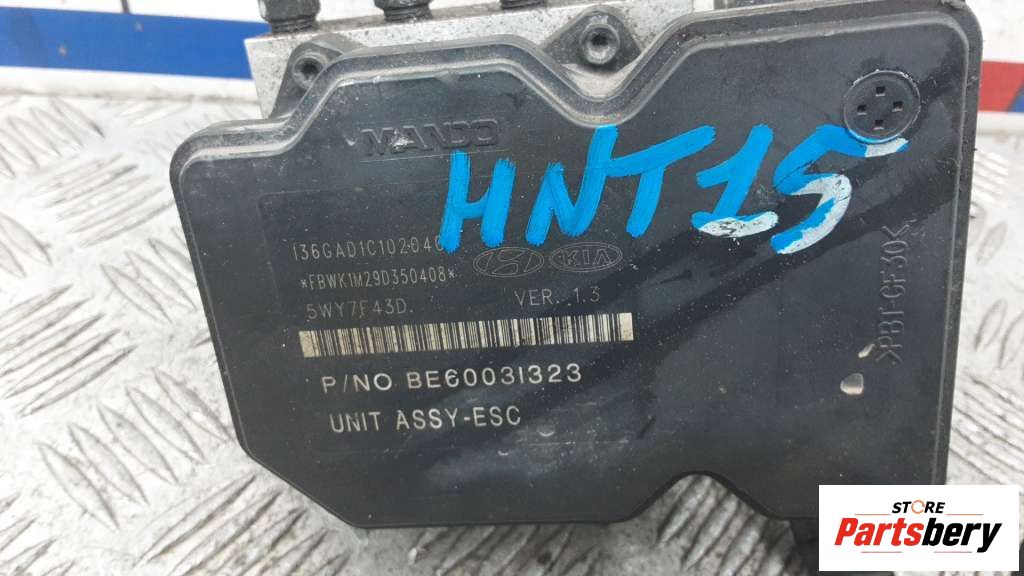 MANDO
HNT15
136GAD1C102040
*FBWK1M29D350408*
KIA
5WY7F43D. VER. 1.3
P/NO BE60031323
UNIT ASSY-ESC
>PBT-GF30<
STORE
Partsbery